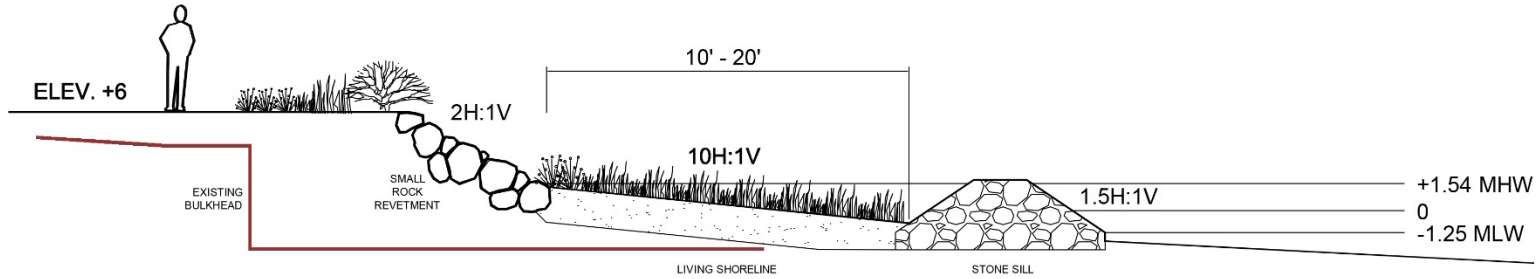 10' - 20'
ELEV. +6
2H:1V
10H:1V
EXISTING
BULKHEAD
SMALL
ROCK
REVETMENT
1.5H:1V
+1.54 MHW
0
-1.25 MLW
LIVING SHORELINE
STONE SILL